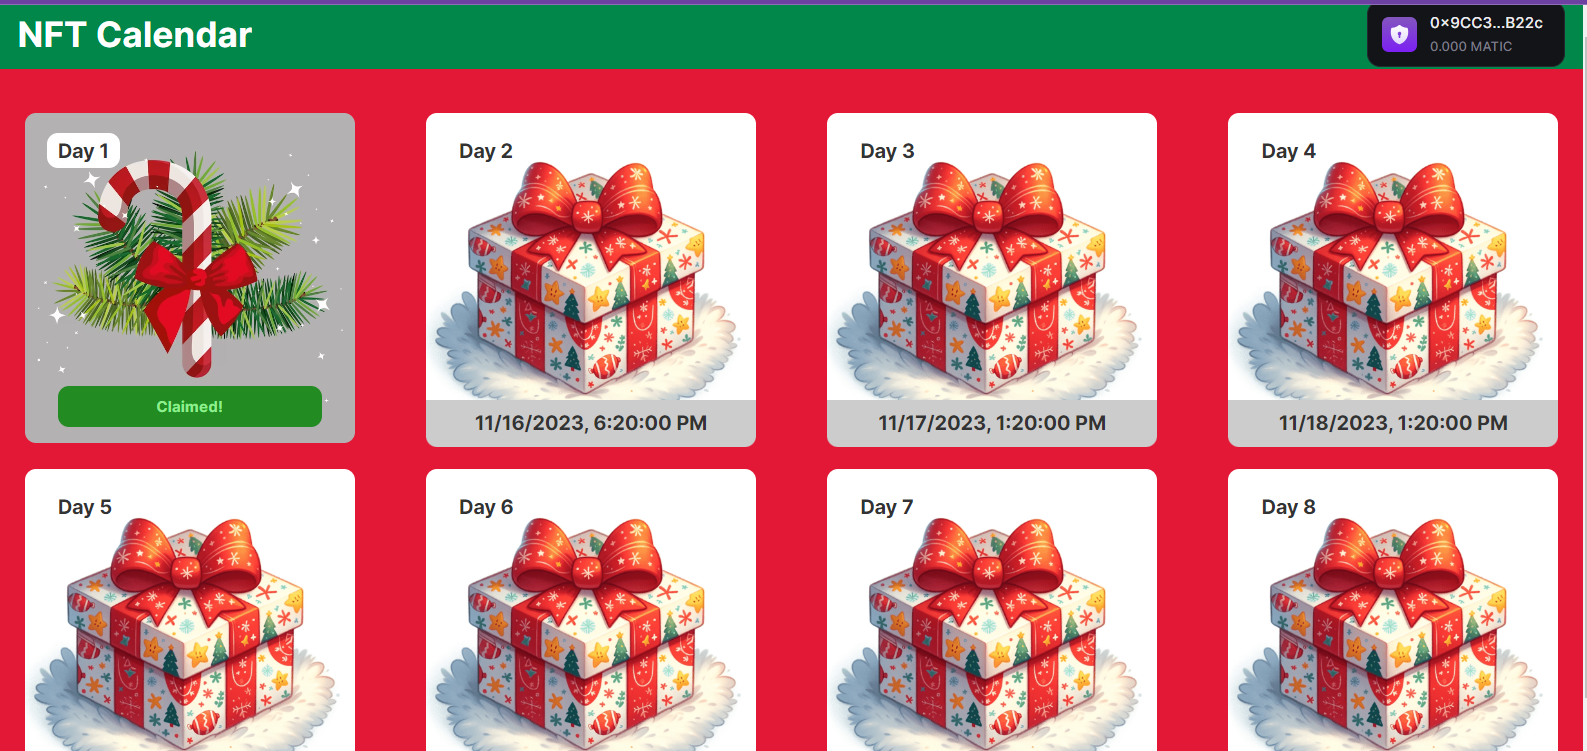 NFT Calendar
0×9CC3...B22c
0.000 MATIC
Day 1
Claimed!
Day 2
11/16/2023, 6:20:00 PM
Day 3
11/17/2023, 1:20:00 PM
Day 4
11/18/2023, 1:20:00 PM
Day 5
Day 6
Day 7
Day 8